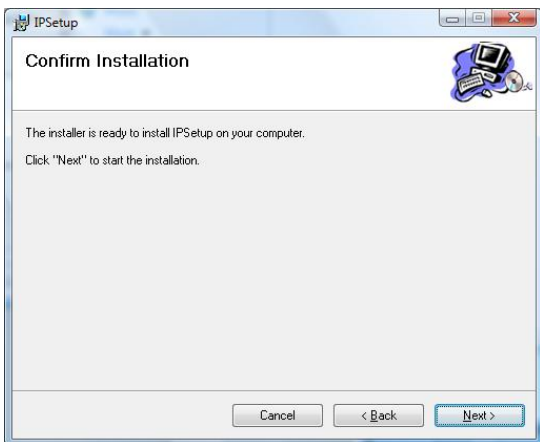 IPSetup
Confirm Installation
The installer is ready to install IPSetup on your computer.
Click "Next" to start the installation.
Cancel
< Back
Next >